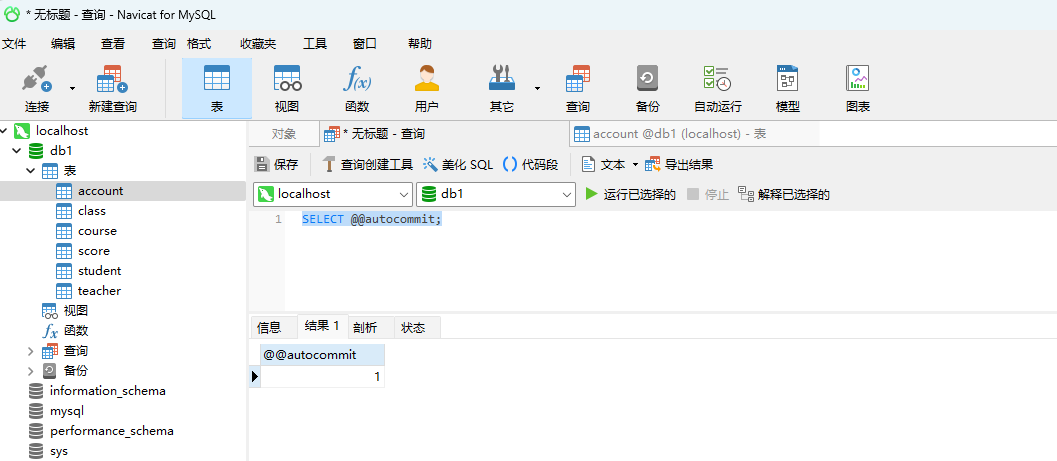 * 无标题 - 查询 - Navicat for MySQL
文件 编辑 查看 查询 格式 收藏夹 工具 窗口 帮助
连接 新建查询 表 视图 f(x) 函数 用户 其它 查询 备份 自动运行 模型 图表
localhost
db1
表
account
class
course
score
student
teacher
视图
fx 函数
查询
备份
information_schema
mysql
performance_schema
sys
对象 * 无标题 - 查询 account @db1 (localhost) - 表
保存 查询创建工具 美化 SQL () 代码段 文本 导出结果
localhost db1 运行已选择的 停止 解释已选择的
1 SELECT @@autocommit;
信息 结果 1 剖析 状态
@@autocommit
1